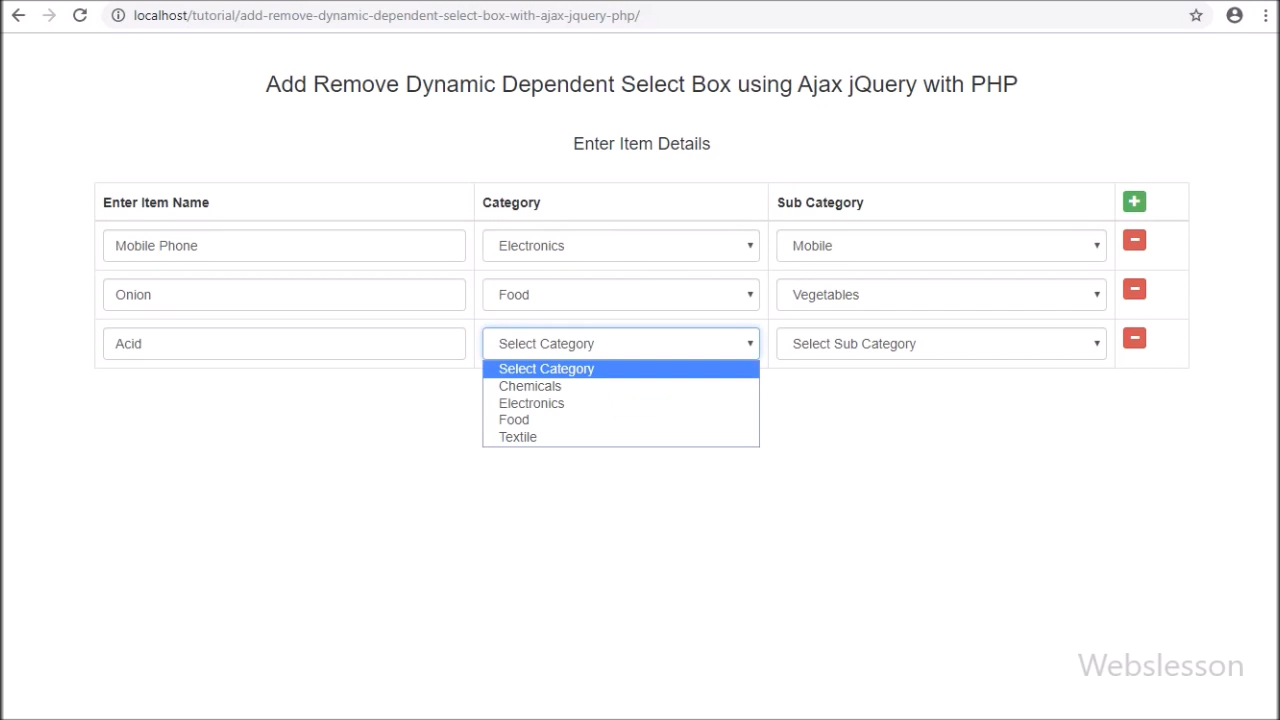 localhost/tutorial/add-remove-dynamic-dependent-select-box-with-ajax-jquery-php/
Add Remove Dynamic Dependent Select Box using Ajax jQuery with PHP
Enter Item Details
Enter Item Name Category Sub Category
Mobile Phone Electronics Mobile
Onion Food Vegetables
Acid Select Category Select Sub Category
Select Category
Chemicals
Electronics
Food
Textile
Webslesson